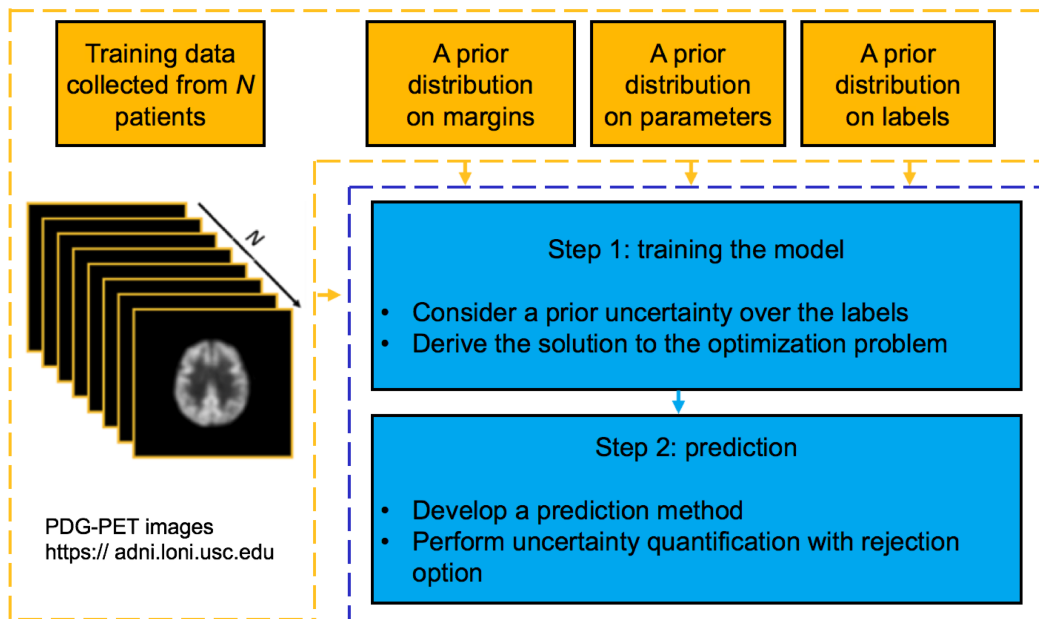 Training data
collected from N
patients
A prior
distribution
on margins
A prior
distribution
on parameters
A prior
distribution
on labels
N
Step 1: training the model
• Consider a prior uncertainty over the labels
• Derive the solution to the optimization problem
Step 2: prediction
• Develop a prediction method
• Perform uncertainty quantification with rejection
option
PDG-PET images
https:// adni.loni.usc.edu